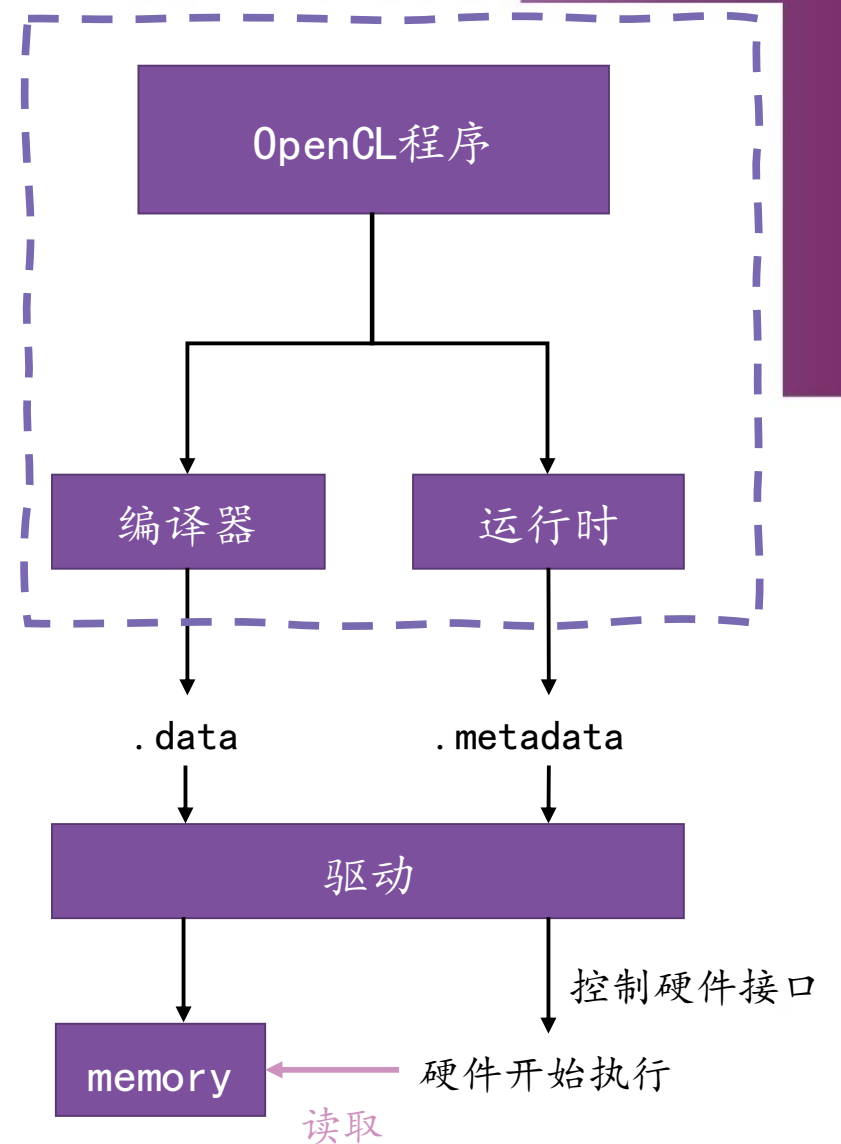 OpenCL程序
编译器
运行时
.data
.metadata
驱动
控制硬件接口
memory
硬件开始执行
读取